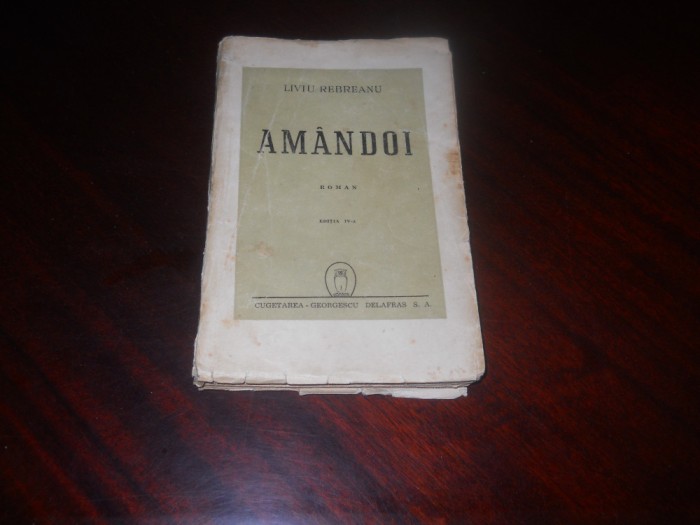 LIVIU REBREANU
AMÂNDOI
ROMAN
EDIȚIA IV-a
CUGETAREA - GEORGESCU DELAFRAS S. A.